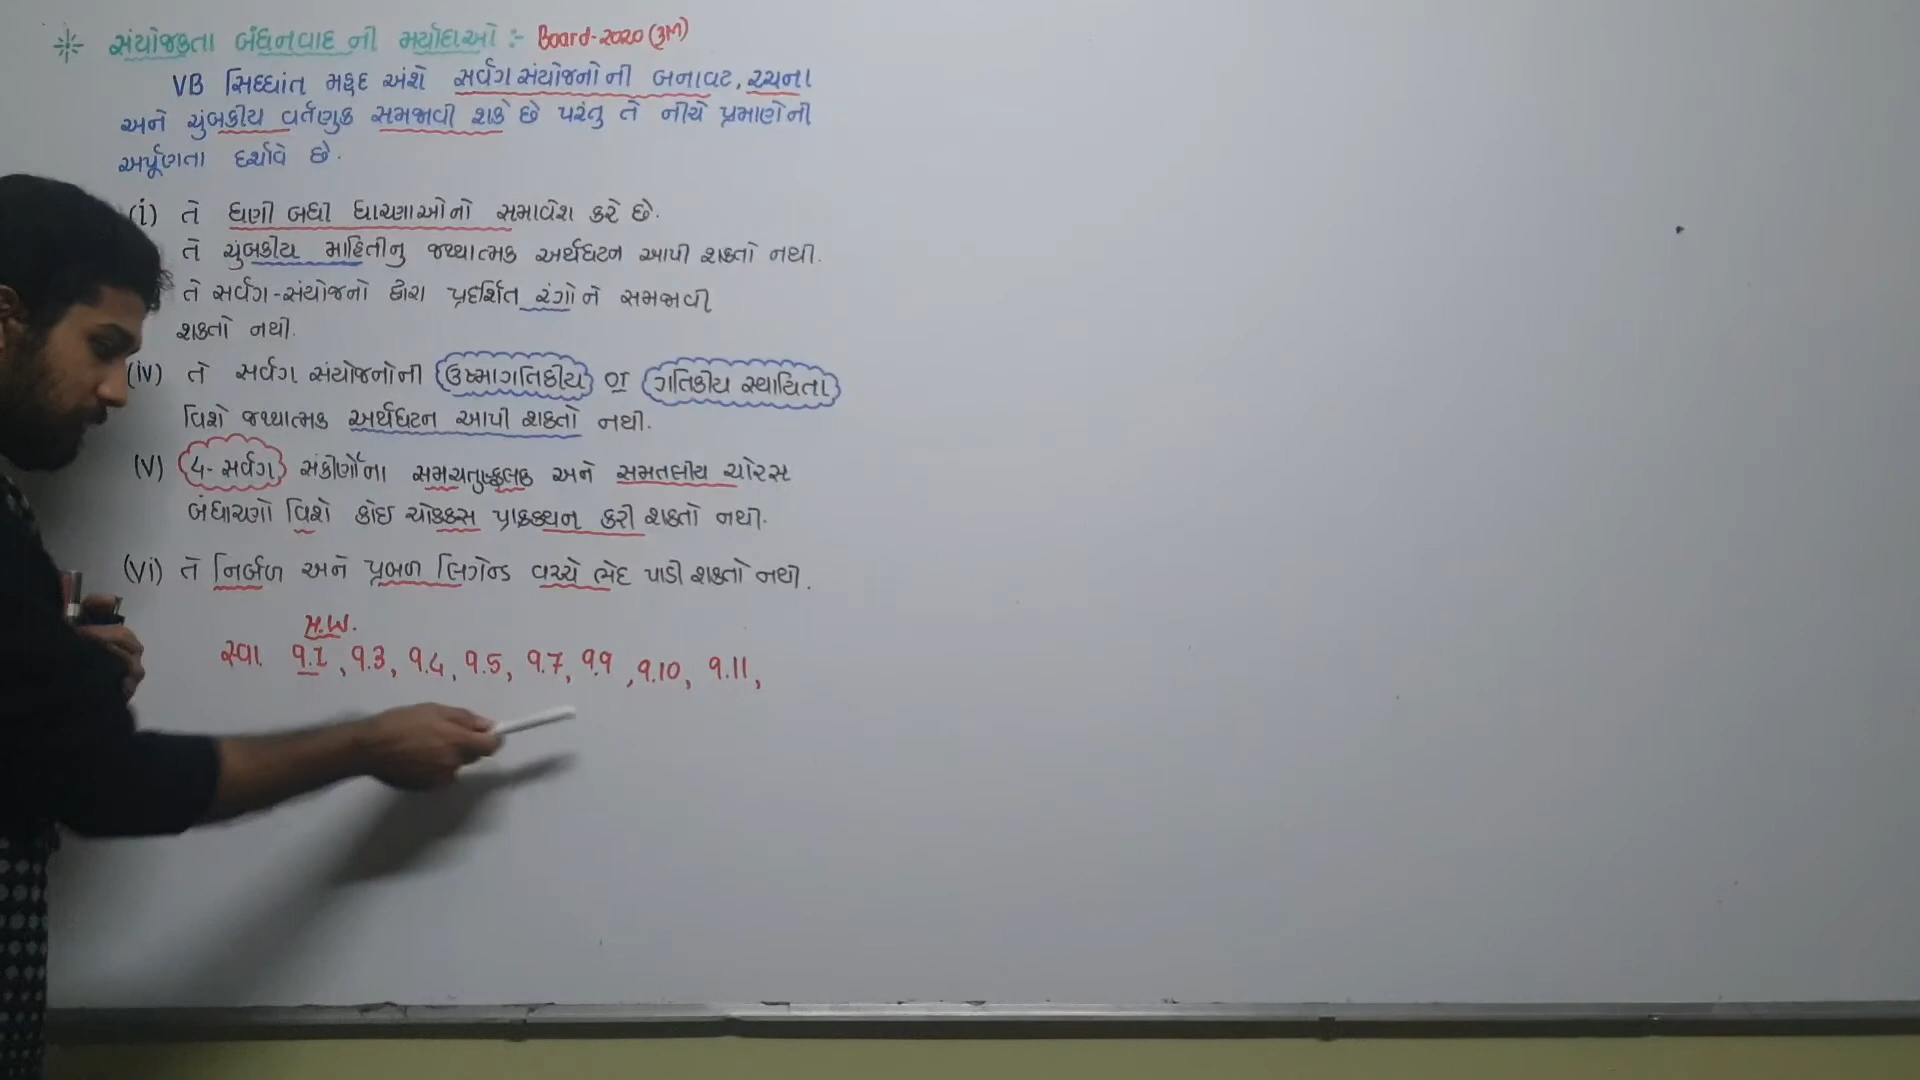 સંયોજકતા બંધનવાદ ની મર્યાદાઓ :- Board-2020 (3M)
VB સિદ્ધાંત મહદ્ અંશે સર્વગ સંયોજનો ની બનાવટ, રચના
અને ચુંબકીય વર્તણુક સમજાવી શકે છે પરંતુ તે નીચે પ્રમાણેની
અર્પૂણતા દર્શાવે છે.
(i) તે ઘણી બધી ધારણાઓનો સમાવેશ કરે છે.
તે ચુંબકીય માહિતીનુ જથ્થાત્મક અર્થઘટન આપી શકતો નથી.
તે સર્વગ-સંયોજનો દ્વારા પ્રદર્શિત રંગોને સમજાવી
શકતો નથી.
(iv) તે સર્વગ સંયોજનોની ઉષ્માગતિકીય or ગતિકીય સ્થાયિતા
વિશે જથ્થાત્મક અર્થઘટન આપી શકતો નથી.
(v) 4-સર્વગ સંકીર્ણોના સમચતુષ્ફલક અને સમતલીય ચોરસ
બંધારણો વિશે કોઇ ચોક્કસ પ્રાક્કથન કરી શકતો નથી.
(vi) તે નિર્બળ અને પ્રબળ લિગેન્ડ વચ્ચે ભેદ પાડી શકતો નથી.
H.W.
સ્વા. 9.1, 9.3, 9.4, 9.5, 9.7, 9.9, 9.10, 9.11,